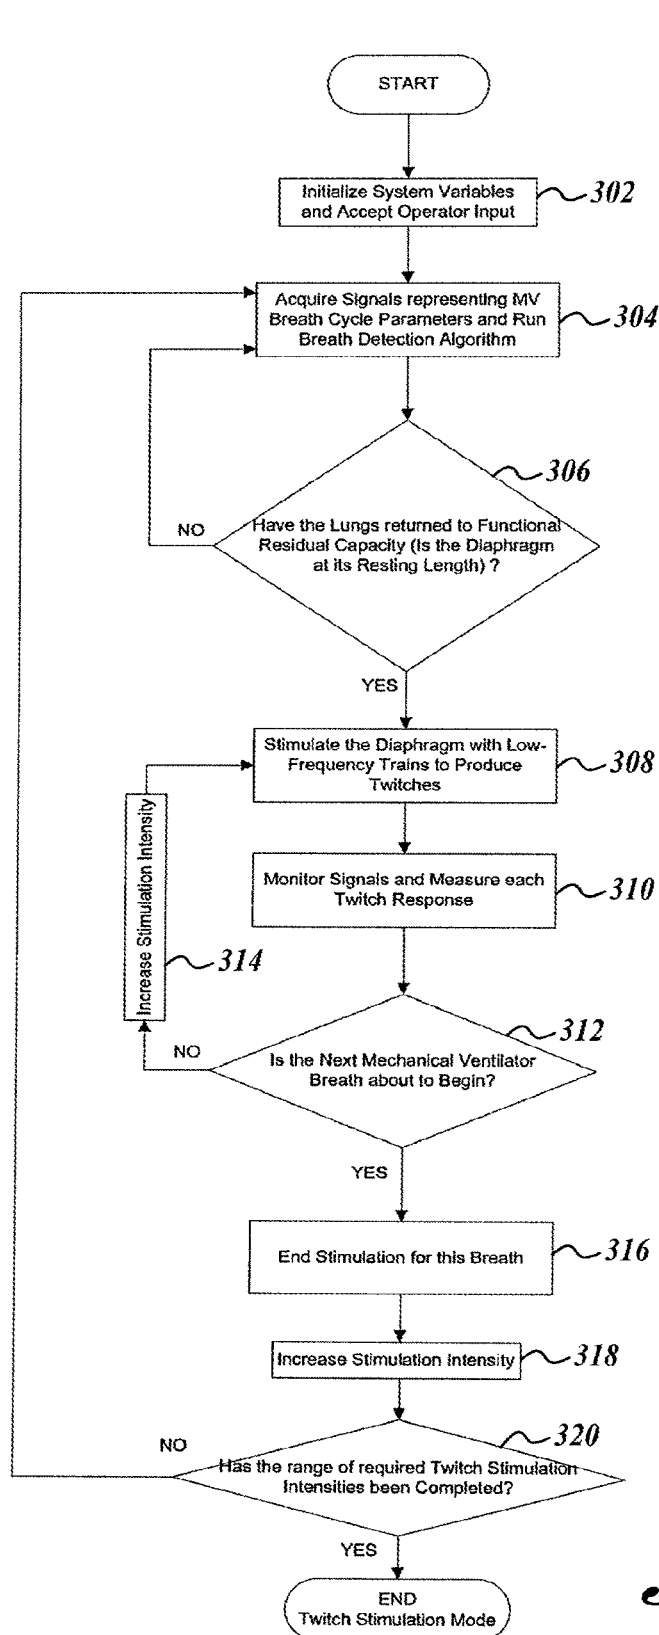 START
Initialize System Variables
and Accept Operator Input
302
Acquire Signals representing MV
Breath Cycle Parameters and Run
Breath Detection Algorithm
304
306
NO
Have the Lungs returned to Functional
Residual Capacity (Is the Diaphragm
at its Resting Length) ?
YES
Stimulate the Diaphragm with Low-
Frequency Trains to Produce
Twitches
308
Increase Stimulation Intensity
314
Monitor Signals and Measure each
Twitch Response
310
312
NO
Is the Next Mechanical Ventilator
Breath about to Begin?
YES
End Stimulation for this Breath
316
Increase Stimulation Intensity
318
320
NO
Has the range of required Twitch Stimulation
Intensities been Completed?
YES
END
Twitch Stimulation Mode